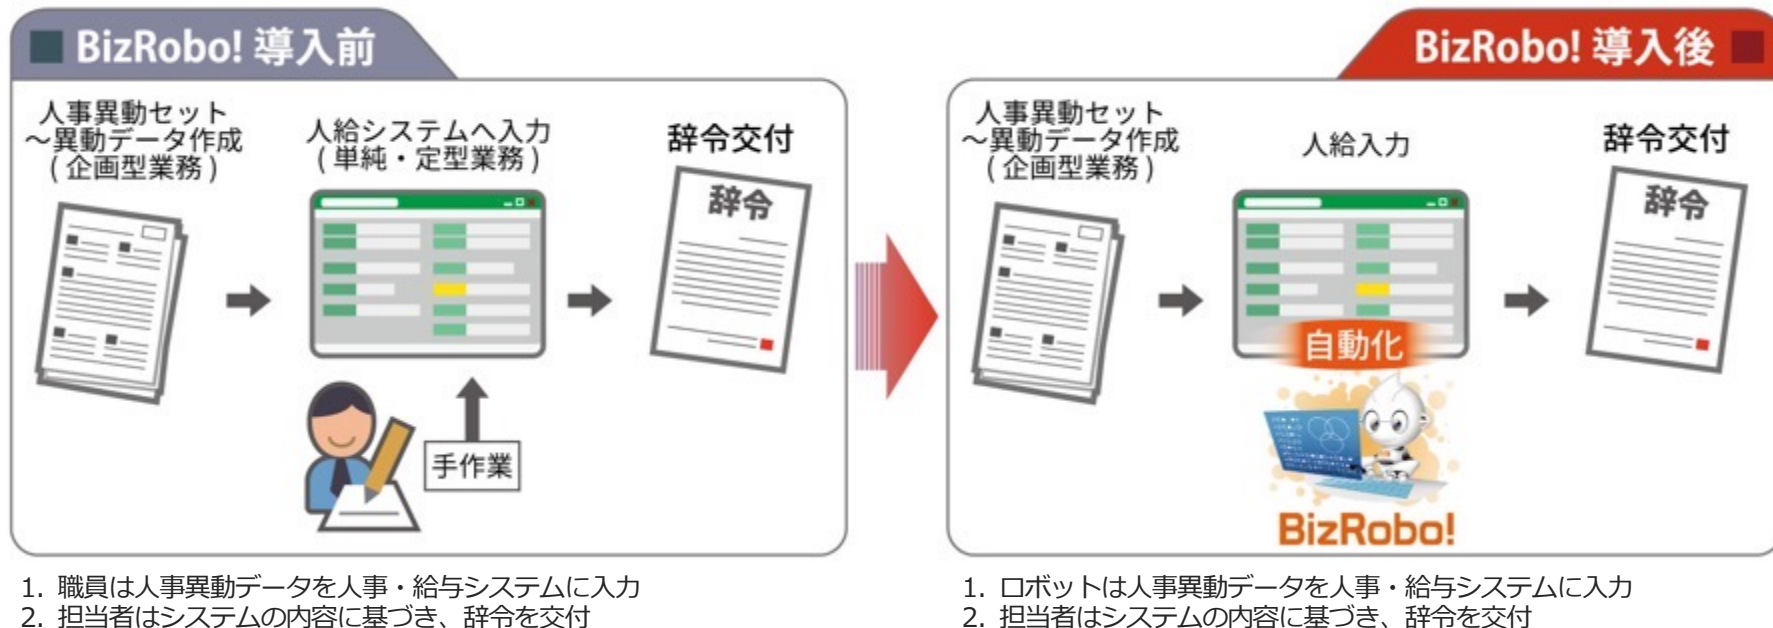 BizRobo! 導入前
人事異動セット
～異動データ作成
( 企画型業務 )
人給システムへ入力
( 単純・定型業務 )
辞令交付
辞令
手作業
1. 職員は人事異動データを人事・給与システムに入力
2. 担当者はシステムの内容に基づき、辞令を交付
BizRobo! 導入後
人事異動セット
～異動データ作成
( 企画型業務 )
人給入力
辞令交付
辞令
自動化
BizRobo!
1. ロボットは人事異動データを人事・給与システムに入力
2. 担当者はシステムの内容に基づき、辞令を交付